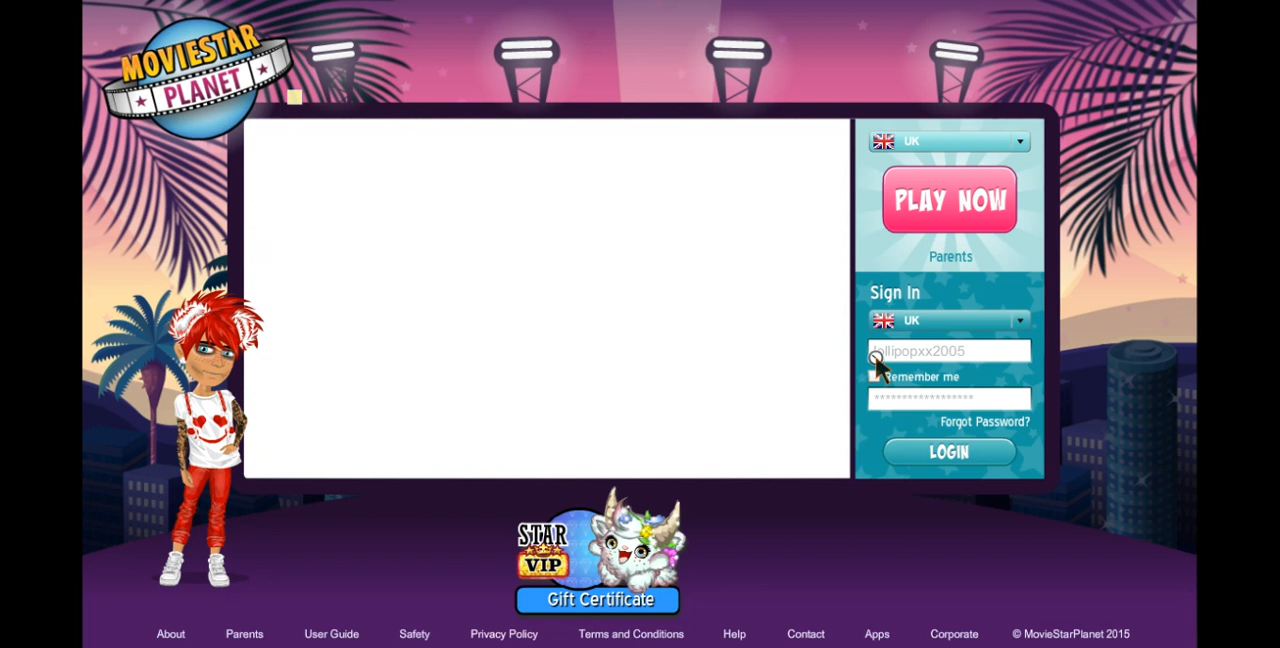 MOVIESTAR
PLANET
UK
PLAY NOW
Parents
Sign In
UK
lollipopxx2005
Remember me
******************
Forgot Password?
LOGIN
STAR
VIP
Gift Certificate
About
Parents
User Guide
Safety
Privacy Policy
Terms and Conditions
Help
Contact
Apps
Corporate
© MovieStarPlanet 2015